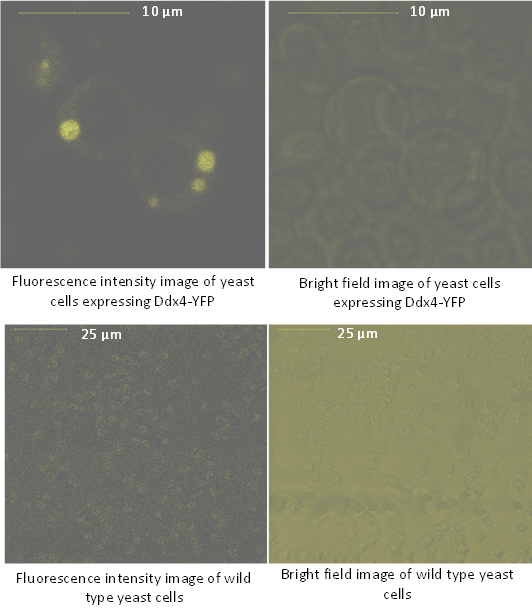 10 µm
10 µm
Fluorescence intensity image of yeast
cells expressing Ddx4-YFP
Bright field image of yeast cells
expressing Ddx4-YFP
25 µm
25 µm
Fluorescence intensity image of wild
type yeast cells
Bright field image of wild type yeast
cells